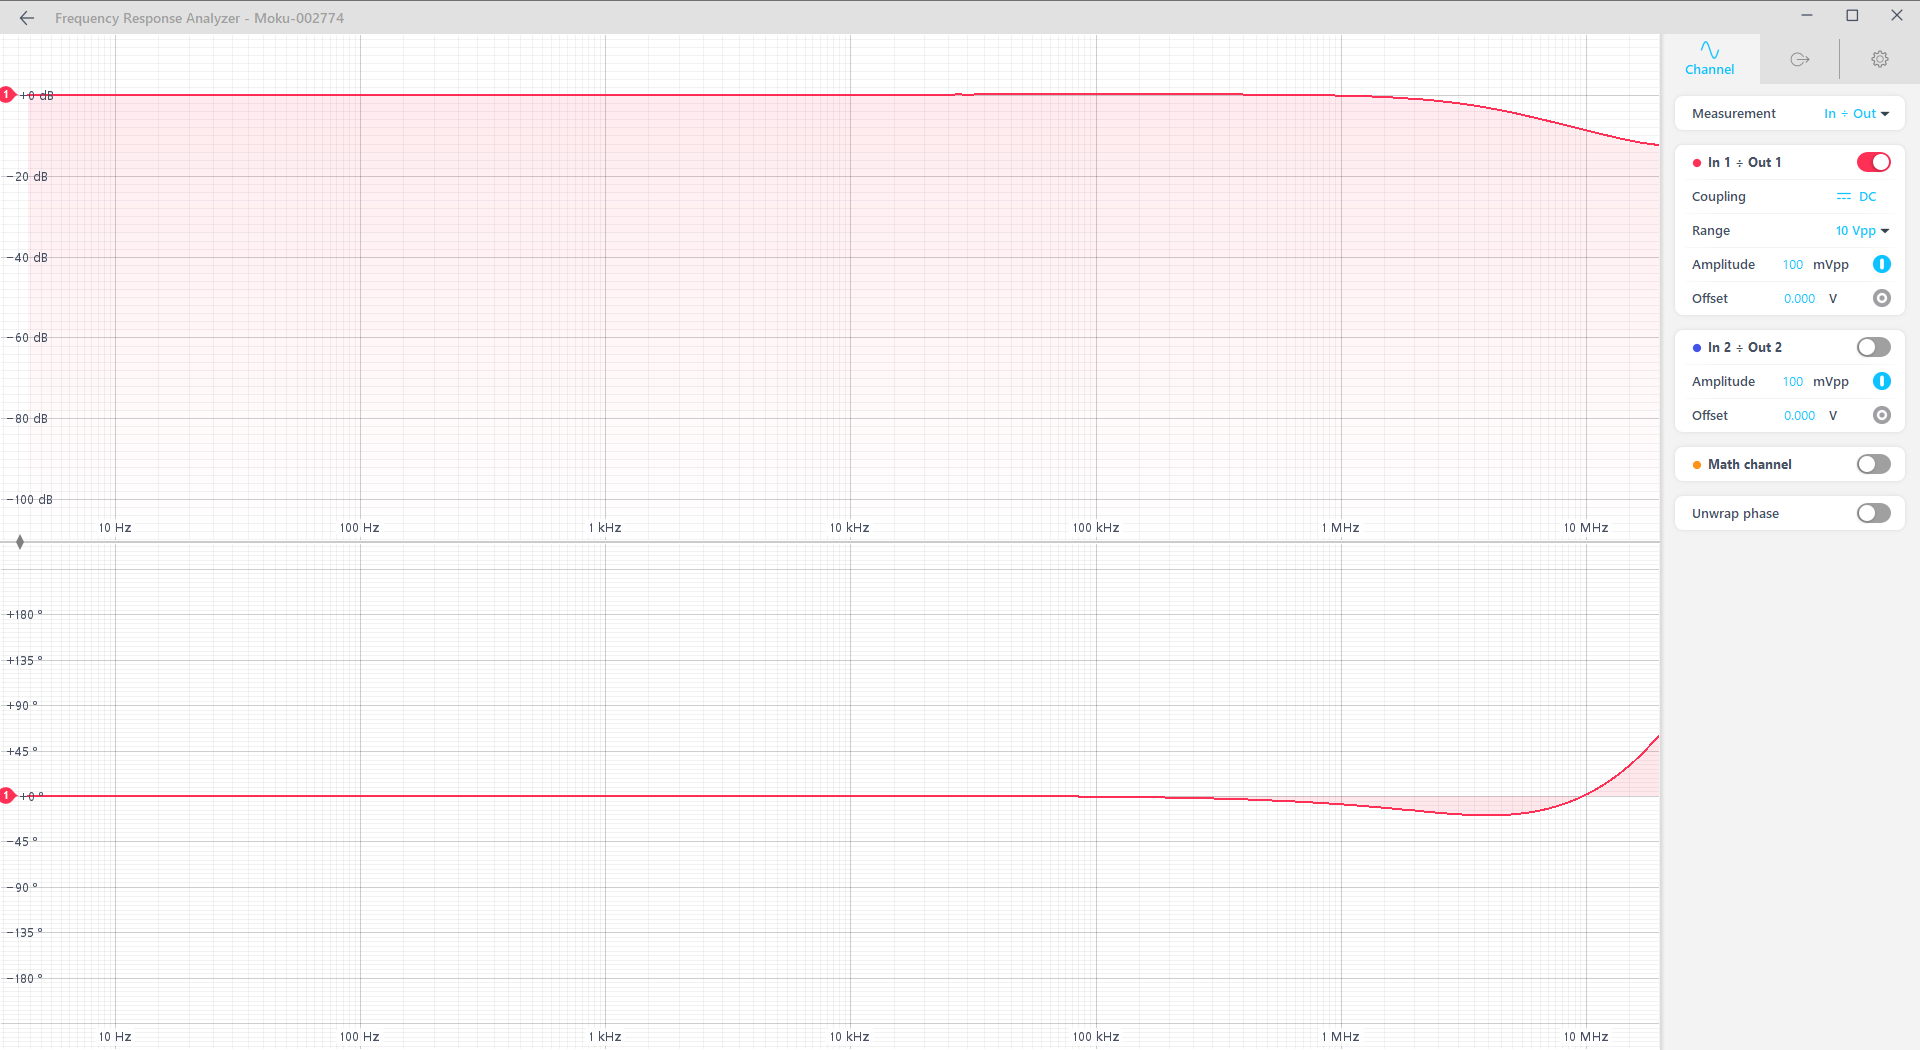 Frequency Response Analyzer - Moku-002774
Channel
1 +0 dB
−20 dB
−40 dB
−60 dB
−80 dB
−100 dB
10 Hz 100 Hz 1 kHz 10 kHz 100 kHz 1 MHz 10 MHz
+180 °
+135 °
+90 °
+45 °
1 +0 °
−45 °
−90 °
−135 °
−180 °
10 Hz 100 Hz 1 kHz 10 kHz 100 kHz 1 MHz 10 MHz
Measurement In ÷ Out
In 1 ÷ Out 1
Coupling DC
Range 10 Vpp
Amplitude 100 mVpp
Offset 0.000 V
In 2 ÷ Out 2
Amplitude 100 mVpp
Offset 0.000 V
Math channel
Unwrap phase